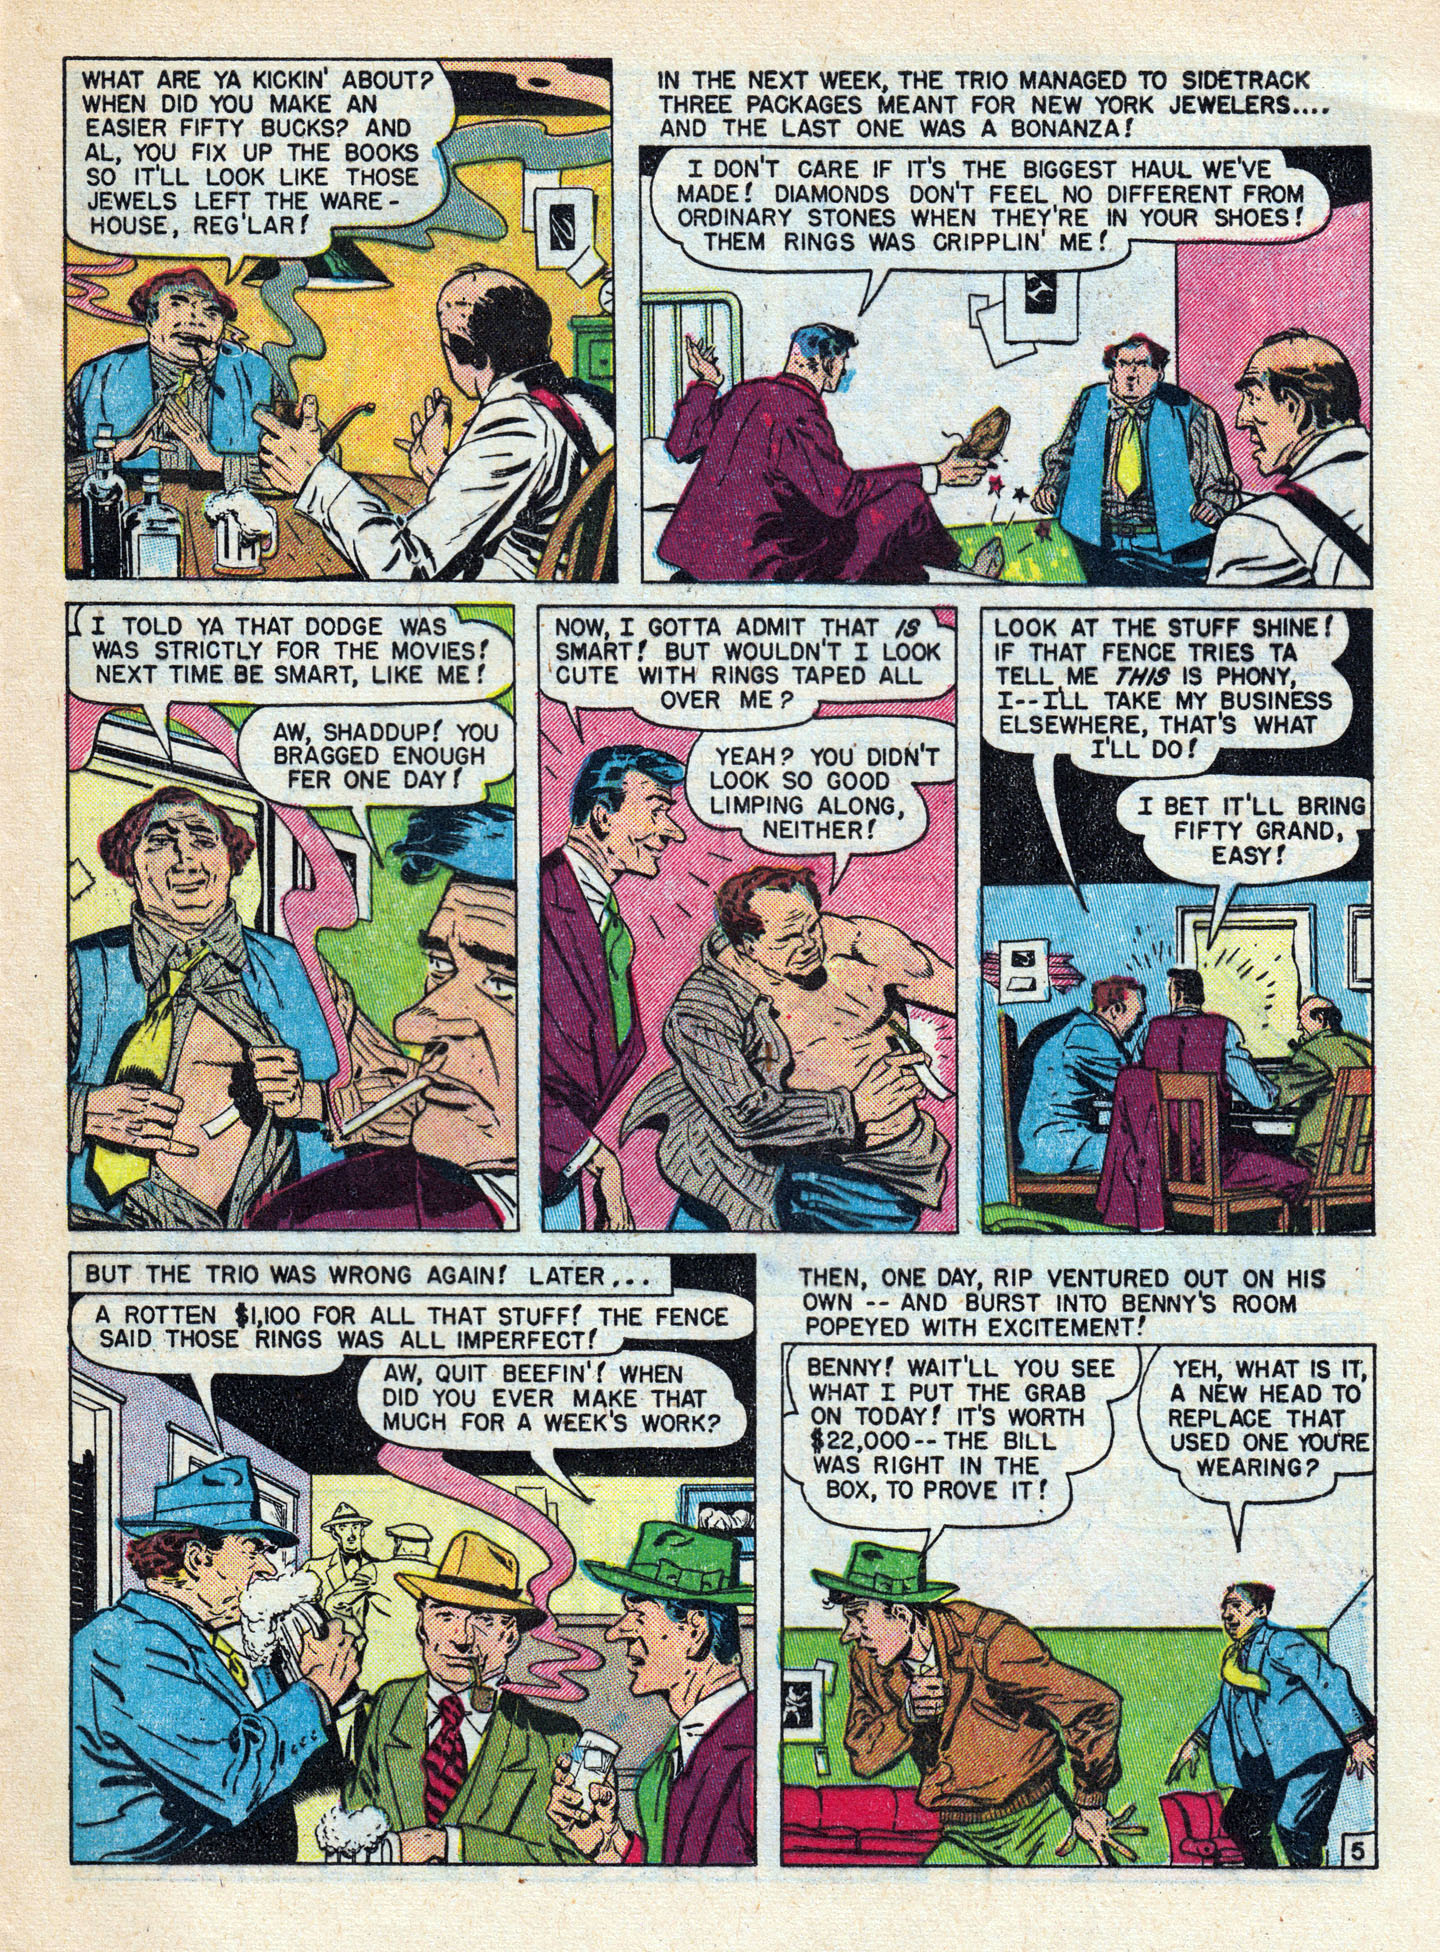 WHAT ARE YA KICKIN' ABOUT?
WHEN DID YOU MAKE AN
EASIER FIFTY BUCKS? AND
AL, YOU FIX UP THE BOOKS
SO IT'LL LOOK LIKE THOSE
JEWELS LEFT THE WARE-
HOUSE, REG'LAR!
IN THE NEXT WEEK, THE TRIO MANAGED TO SIDETRACK
THREE PACKAGES MEANT FOR NEW YORK JEWELERS....
AND THE LAST ONE WAS A BONANZA!
I DON'T CARE IF IT'S THE BIGGEST HAUL WE'VE
MADE! DIAMONDS DON'T FEEL NO DIFFERENT FROM
ORDINARY STONES WHEN THEY'RE IN YOUR SHOES!
THEM RINGS WAS CRIPPLIN' ME!
I TOLD YA THAT DODGE WAS
WAS STRICTLY FOR THE MOVIES!
NEXT TIME BE SMART, LIKE ME!
AW, SHADDUP! YOU
BRAGGED ENOUGH
FER ONE DAY!
NOW, I GOTTA ADMIT THAT IS
SMART! BUT WOULDN'T I LOOK
CUTE WITH RINGS TAPED ALL
OVER ME?
YEAH? YOU DIDN'T
LOOK SO GOOD
LIMPING ALONG,
NEITHER!
LOOK AT THE STUFF SHINE!
IF THAT FENCE TRIES TA
TELL ME THIS IS PHONY,
I--I'LL TAKE MY BUSINESS
ELSEWHERE, THAT'S WHAT
I'LL DO!
I BET IT'LL BRING
FIFTY GRAND,
EASY!
BUT THE TRIO WAS WRONG AGAIN! LATER...
A ROTTEN $1,100 FOR ALL THAT STUFF! THE FENCE
SAID THOSE RINGS WAS ALL IMPERFECT!
AW, QUIT BEEFIN'! WHEN
DID YOU EVER MAKE THAT
MUCH FOR A WEEK'S WORK?
THEN, ONE DAY, RIP VENTURED OUT ON HIS
OWN -- AND BURST INTO BENNY'S ROOM
POPEYED WITH EXCITEMENT!
BENNY! WAIT'LL YOU SEE
WHAT I PUT THE GRAB
ON TODAY! IT'S WORTH
$22,000-- THE BILL
WAS RIGHT IN THE
BOX, TO PROVE IT!
YEH, WHAT IS IT,
A NEW HEAD TO
REPLACE THAT
USED ONE YOU'RE
WEARING?
5